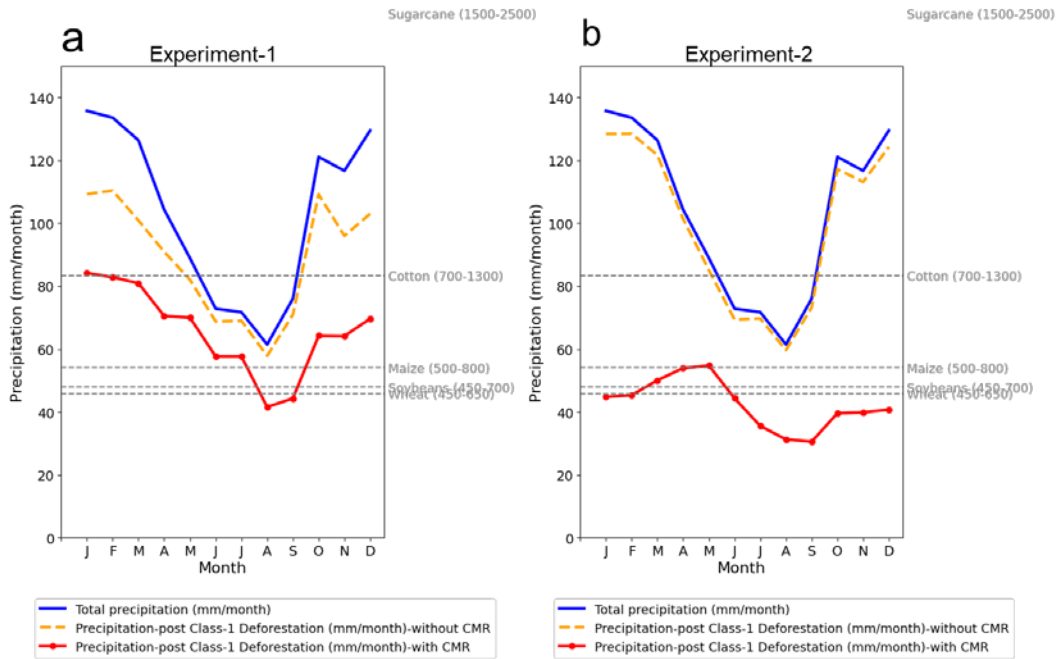 Sugarcane (1500-2500)
a
Experiment-1
140
120
100
80
60
40
20
0
Precipitation (mm/month)
Cotton (700-1300)
Maize (500-800)
Soybeans (450-700)
Wheat (450-650)
J F M A M J J A S O N D
Month
Total precipitation (mm/month)
Precipitation-post Class-1 Deforestation (mm/month)-without CMR
Precipitation-post Class-1 Deforestation (mm/month)-with CMR
Sugarcane (1500-2500)
b
Experiment-2
140
120
100
80
60
40
20
0
Precipitation (mm/month)
Cotton (700-1300)
Maize (500-800)
Soybeans (450-700)
Wheat (450-650)
J F M A M J J A S O N D
Month
Total precipitation (mm/month)
Precipitation-post Class-1 Deforestation (mm/month)-without CMR
Precipitation-post Class-1 Deforestation (mm/month)-with CMR